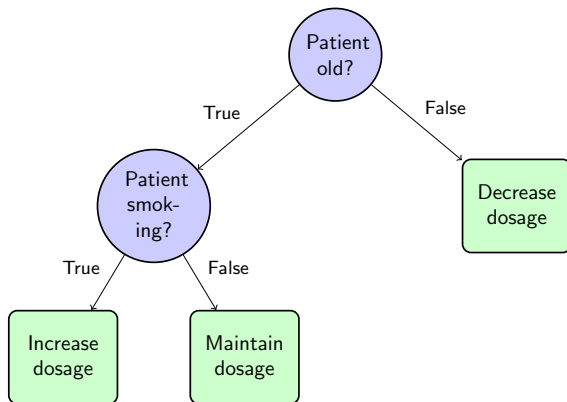 Patient
old?
True
False
Patient
smok-
ing?
Decrease
dosage
True
False
Increase
dosage
Maintain
dosage